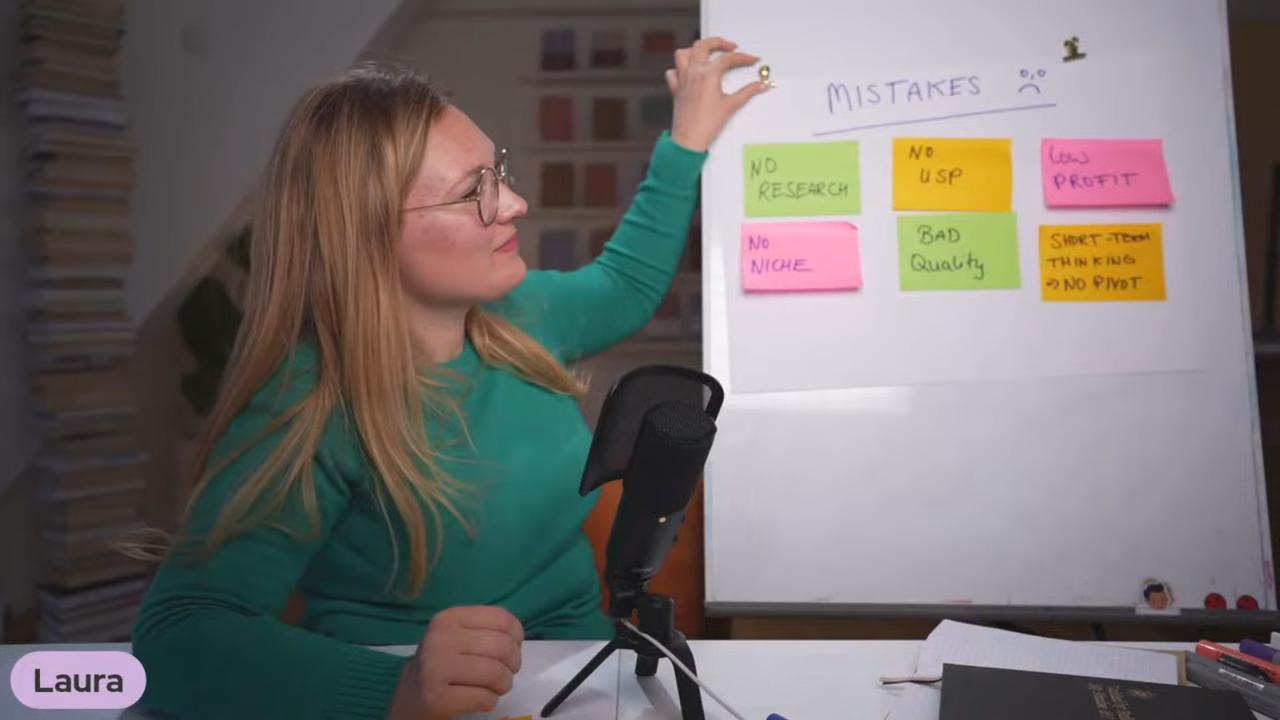 MISTAKES
NO
RESEARCH
NO
USP
LOW
PROFIT
NO
NICHE
BAD
Quality
SHORT-TERM
THINKING
→ NO PIVOT
Laura